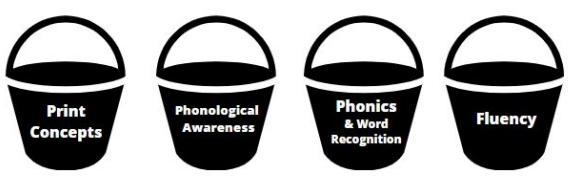 Print
Concepts
Phonological
Awareness
Phonics
& Word
Recognition
Fluency